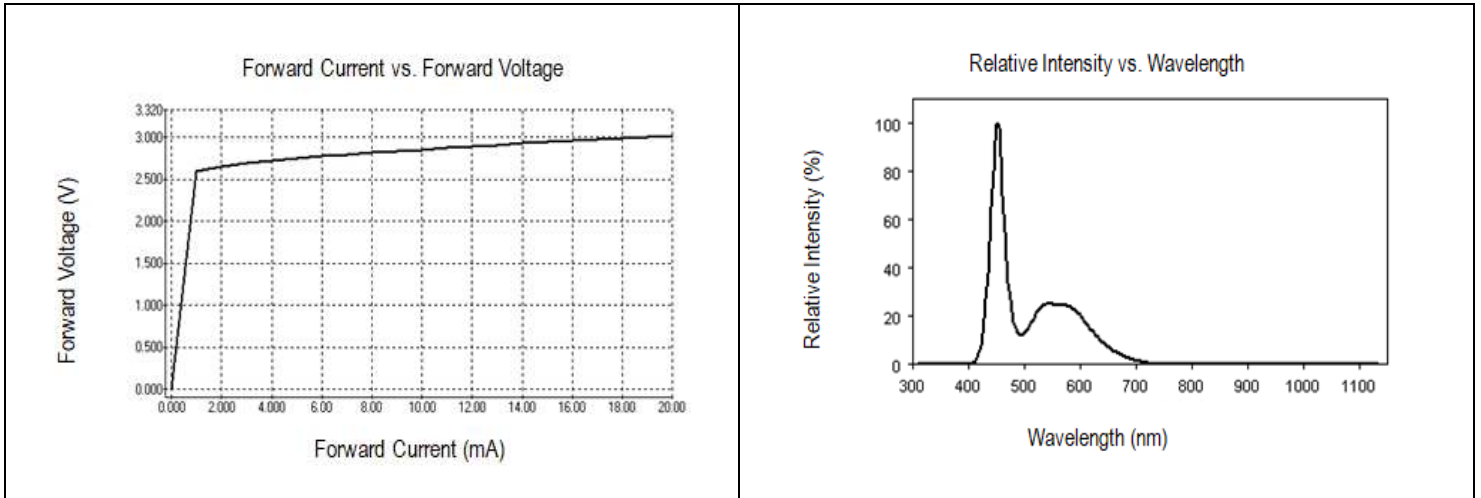 Forward Current vs. Forward Voltage
Forward Voltage (V)
3.320
3.000
2.500
2.000
1.500
1.000
0.500
0.000
0.000 2.000 4.000 6.00 8.00 10.00 12.00 14.00 16.00 18.00 20.00
Forward Current (mA)
Relative Intensity vs. Wavelength
Relative Intensity (%)
100
80
60
40
20
0
300 400 500 600 700 800 900 1000 1100
Wavelength (nm)